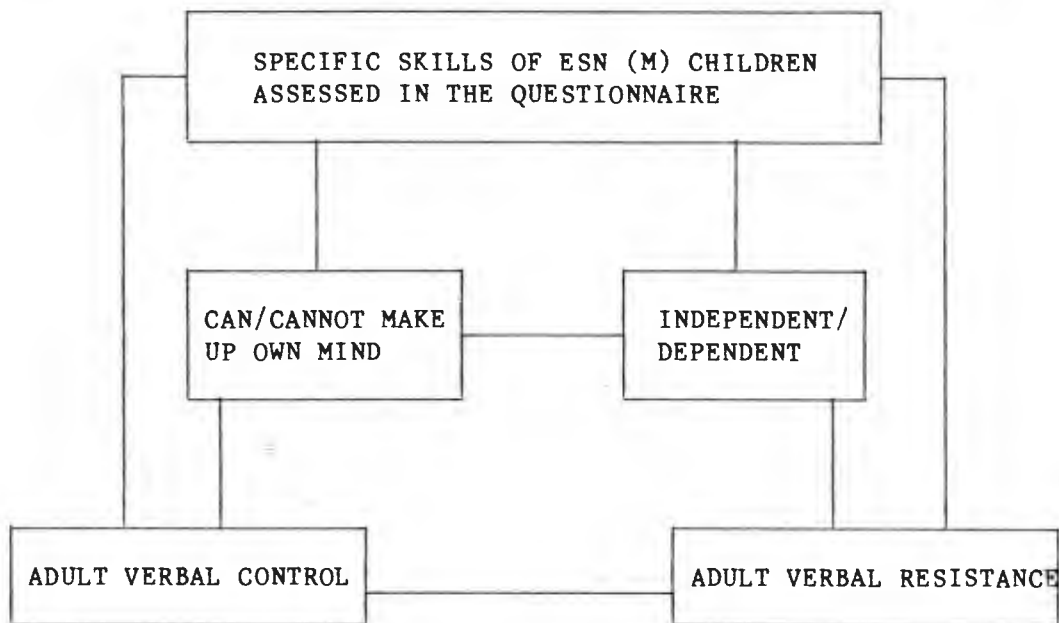 SPECIFIC SKILLS OF ESN (M) CHILDREN
ASSESSED IN THE QUESTIONNAIRE
CAN/CANNOT MAKE
UP OWN MIND
INDEPENDENT/
DEPENDENT
ADULT VERBAL CONTROL
ADULT VERBAL RESISTANCE